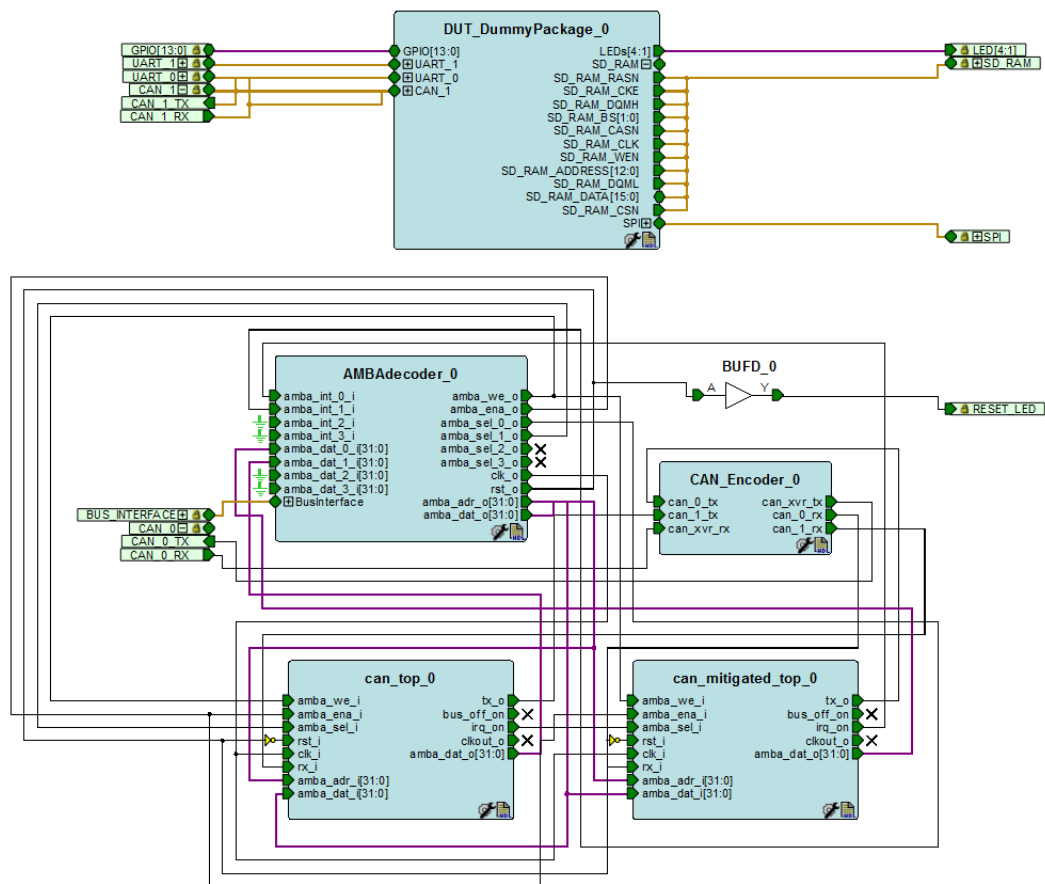 DUT_DummyPackage_0
GPIO[13:0]
UART_1
UART_0
CAN_1
CAN_1_TX
CAN_1_RX
GPIO[13:0]
UART_1
UART_0
CAN_1
LEDs[4:1]
SD_RAM
SD_RAM_RASN
SD_RAM_CKE
SD_RAM_DQMH
SD_RAM_BS[1:0]
SD_RAM_CASN
SD_RAM_CLK
SD_RAM_WEN
SD_RAM_ADDRESS[12:0]
SD_RAM_DQML
SD_RAM_DATA[15:0]
SD_RAM_CSN
SPI
LED[4:1]
SD_RAM
SPI
AMBAdecoder_0
amba_int_0_i
amba_int_1_i
amba_int_2_i
amba_int_3_i
amba_dat_0_i[31:0]
amba_dat_1_i[31:0]
amba_dat_2_i[31:0]
amba_dat_3_i[31:0]
BusInterface
amba_we_o
amba_ena_o
amba_sel_0_o
amba_sel_1_o
amba_sel_2_o
amba_sel_3_o
clk_o
rst_o
amba_adr_o[31:0]
amba_dat_o[31:0]
BUS_INTERFACE
CAN_0
CAN_0_TX
CAN_0_RX
BUFD_0
A
Y
RESET_LED
CAN_Encoder_0
can_0_tx
can_1_tx
can_xvr_rx
can_xvr_tx
can_0_rx
can_1_rx
can_top_0
amba_we_i
amba_ena_i
amba_sel_i
rst_i
clk_i
rx_i
amba_adr_i[31:0]
amba_dat_i[31:0]
tx_o
bus_off_on
irq_on
clkout_o
amba_dat_o[31:0]
can_mitigated_top_0
amba_we_i
amba_ena_i
amba_sel_i
rst_i
clk_i
rx_i
amba_adr_i[31:0]
amba_dat_i[31:0]
tx_o
bus_off_on
irq_on
clkout_o
amba_dat_o[31:0]